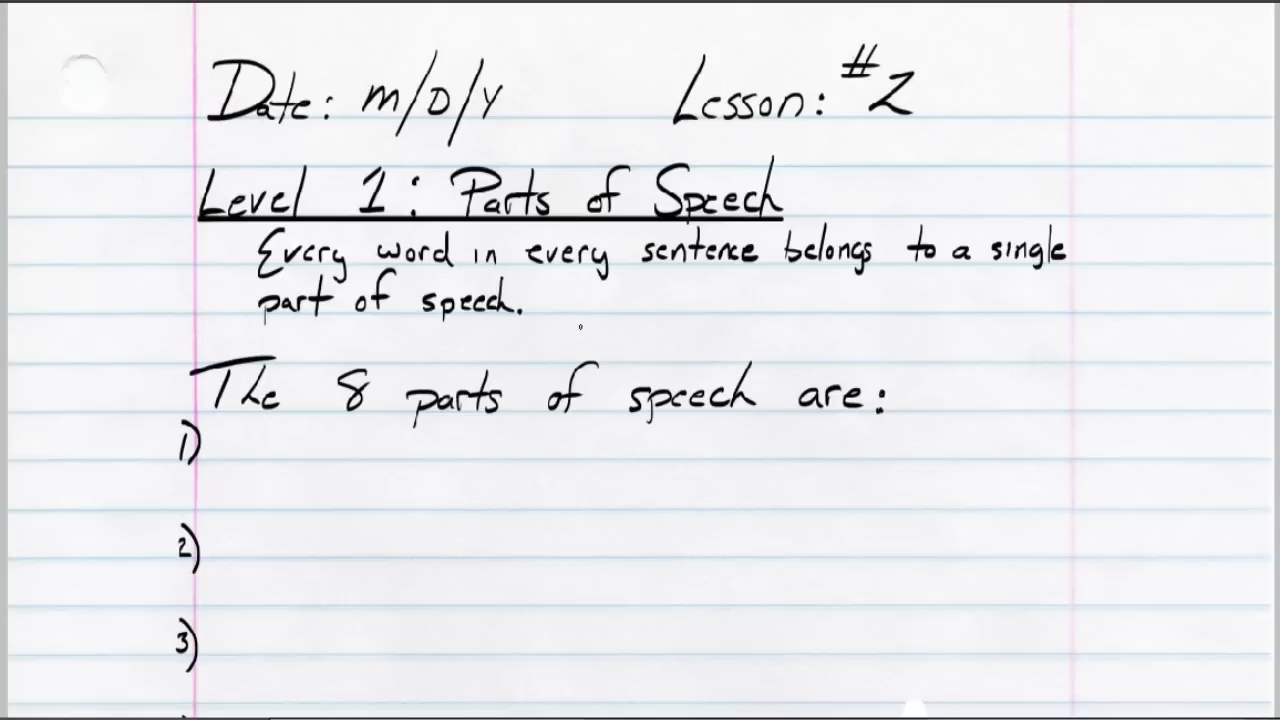 Date: M/D/Y Lesson: #2
Level 1: Parts of Speech
Every word in every sentence belongs to a single
part of speech.
The 8 parts of speech are:
1)
2)
3)